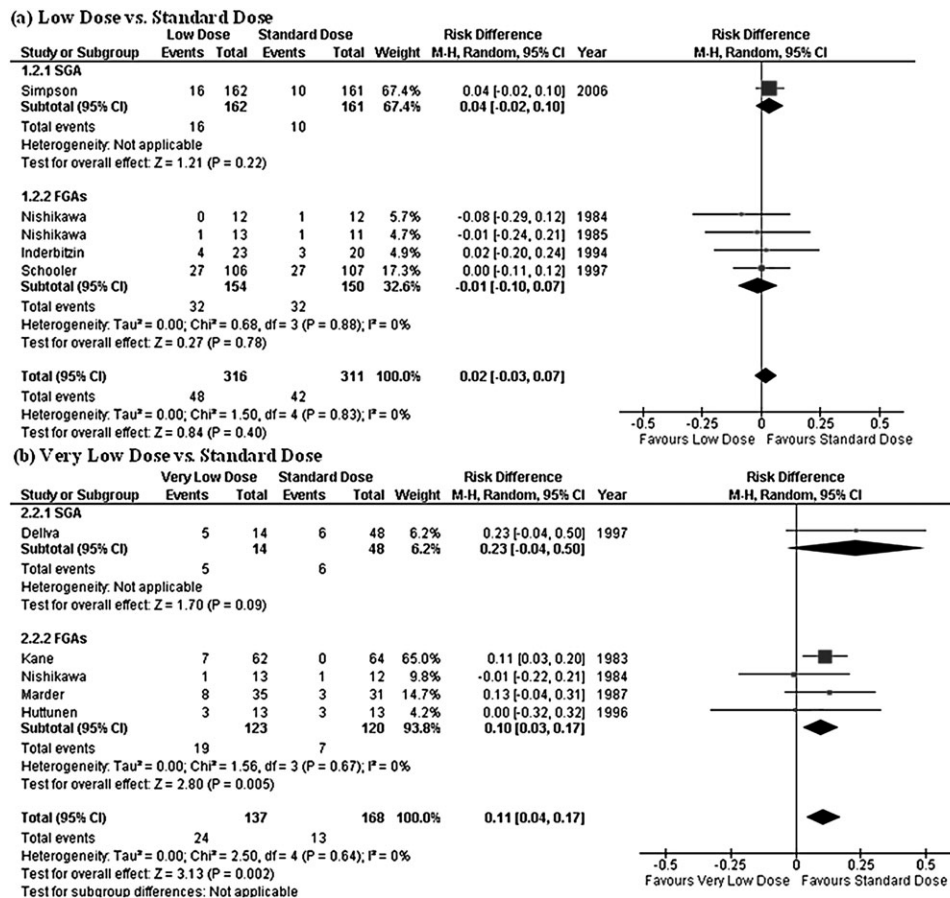 (a) Low Dose vs. Standard Dose
Low Dose Standard Dose Risk Difference Risk Difference
Study or Subgroup Events Total Events Total Weight M-H, Random, 95% CI Year M-H, Random, 95% CI
1.2.1 SGA
Simpson 16 162 10 161 67.4% 0.04 [-0.02, 0.10] 2006
Subtotal (95% CI) 162 161 67.4% 0.04 [-0.02, 0.10]
Total events 16 10
Heterogeneity: Not applicable
Test for overall effect: Z = 1.21 (P = 0.22)
1.2.2 FGAs
Nishikawa 0 12 1 12 5.7% -0.08 [-0.29, 0.12] 1984
Nishikawa 1 13 1 11 4.7% -0.01 [-0.24, 0.21] 1985
Inderbitzin 4 23 3 20 4.9% 0.02 [-0.20, 0.24] 1994
Schooler 27 106 27 107 17.3% 0.00 [-0.11, 0.12] 1997
Subtotal (95% CI) 154 150 32.6% -0.01 [-0.10, 0.07]
Total events 32 32
Heterogeneity: Tau² = 0.00; Chi² = 0.68, df = 3 (P = 0.88); I² = 0%
Test for overall effect: Z = 0.27 (P = 0.78)
Total (95% CI) 316 311 100.0% 0.02 [-0.03, 0.07]
Total events 48 42
Heterogeneity: Tau² = 0.00; Chi² = 1.50, df = 4 (P = 0.83); I² = 0%
Test for overall effect: Z = 0.84 (P = 0.40)
-0.5 -0.25 0 0.25 0.5
Favours Low Dose Favours Standard Dose
(b) Very Low Dose vs. Standard Dose
Very Low Dose Standard Dose Risk Difference Risk Difference
Study or Subgroup Events Total Events Total Weight M-H, Random, 95% CI Year M-H, Random, 95% CI
2.2.1 SGA
Dellva 5 14 6 48 6.2% 0.23 [-0.04, 0.50] 1997
Subtotal (95% CI) 14 48 6.2% 0.23 [-0.04, 0.50]
Total events 5 6
Heterogeneity: Not applicable
Test for overall effect: Z = 1.70 (P = 0.09)
2.2.2 FGAs
Kane 7 62 0 64 65.0% 0.11 [0.03, 0.20] 1983
Nishikawa 1 13 1 12 9.8% -0.01 [-0.22, 0.21] 1984
Marder 8 35 3 31 14.7% 0.13 [-0.04, 0.31] 1987
Huttunen 3 13 3 13 4.2% 0.00 [-0.32, 0.32] 1996
Subtotal (95% CI) 123 120 93.8% 0.10 [0.03, 0.17]
Total events 19 7
Heterogeneity: Tau² = 0.00; Chi² = 1.56, df = 3 (P = 0.67); I² = 0%
Test for overall effect: Z = 2.80 (P = 0.005)
Total (95% CI) 137 168 100.0% 0.11 [0.04, 0.17]
Total events 24 13
Heterogeneity: Tau² = 0.00; Chi² = 2.50, df = 4 (P = 0.64); I² = 0%
Test for overall effect: Z = 3.13 (P = 0.002)
Test for subgroup differences: Not applicable
-0.5 -0.25 0 0.25 0.5
Favours Very Low Dose Favours Standard Dose